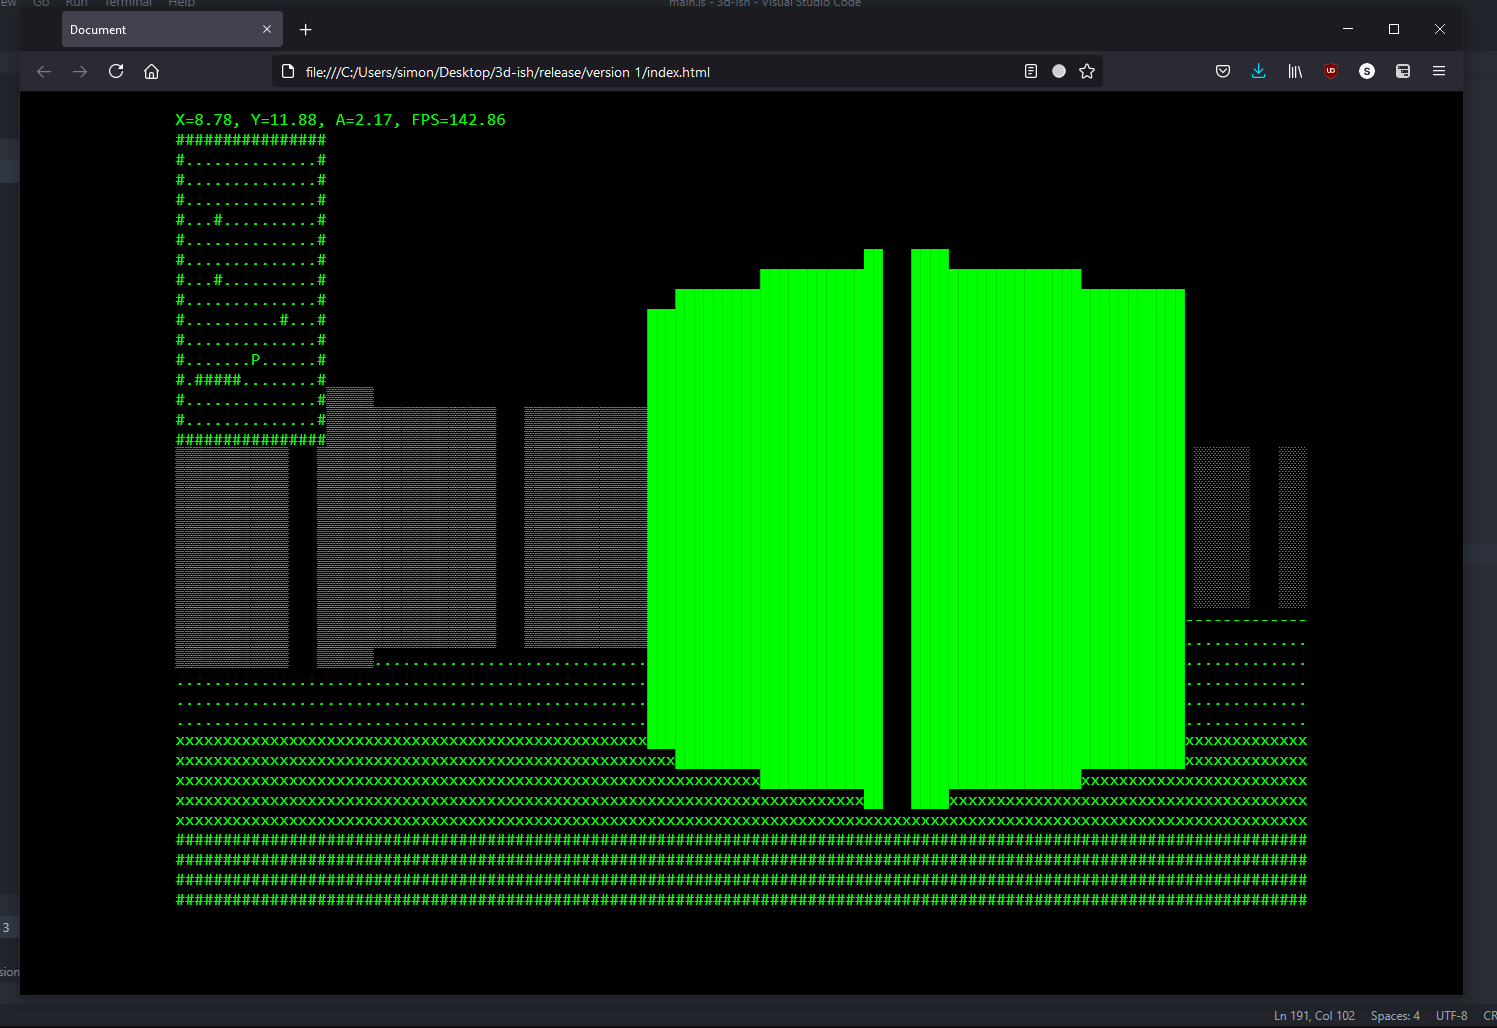 ew Go Run Terminal Help main.js - 3d-ish - Visual Studio Code
Document
file:///C:/Users/simon/Desktop/3d-ish/release/version 1/index.html
UD
S
X=8.78, Y=11.88, A=2.17, FPS=142.86
################
#..............#
#..............#
#..............#
#...#..........#
#..............#
#..............#
#...#..........#
#..............#
#..........#...#
#..............#
#.......P......#
#.#####........#
#..............#
#..............#
################
3
sion
Ln 191, Col 102 Spaces: 4 UTF-8 CR